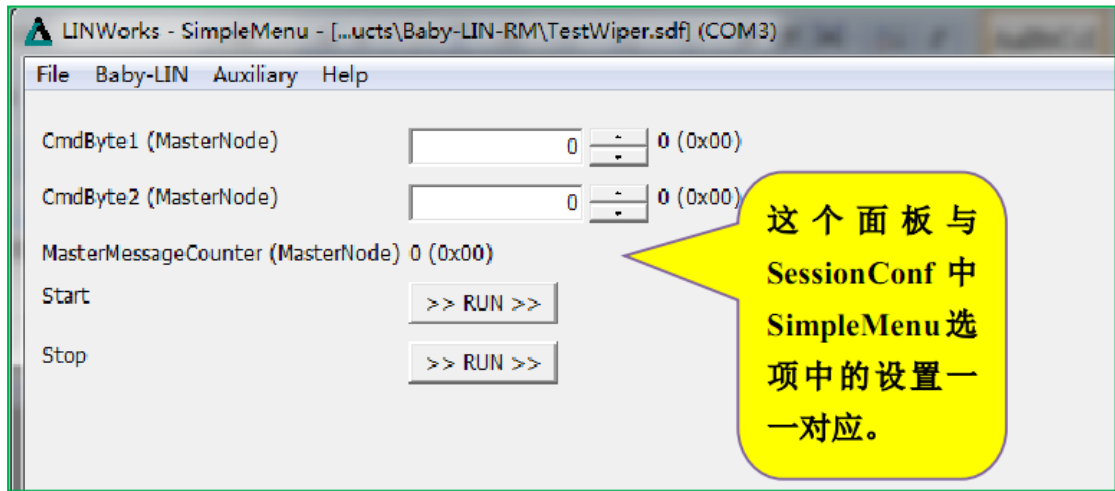 LINWorks - SimpleMenu - [...ucts\Baby-LIN-RM\TestWiper.sdf] (COM3)
File Baby-LIN Auxiliary Help
CmdByte1 (MasterNode) 0 0 (0x00)
CmdByte2 (MasterNode) 0 0 (0x00)
MasterMessageCounter (MasterNode) 0 (0x00)
Start >> RUN >>
Stop >> RUN >>
这个面板与
SessionConf 中
SimpleMenu 选
项中的设置一
一对应。